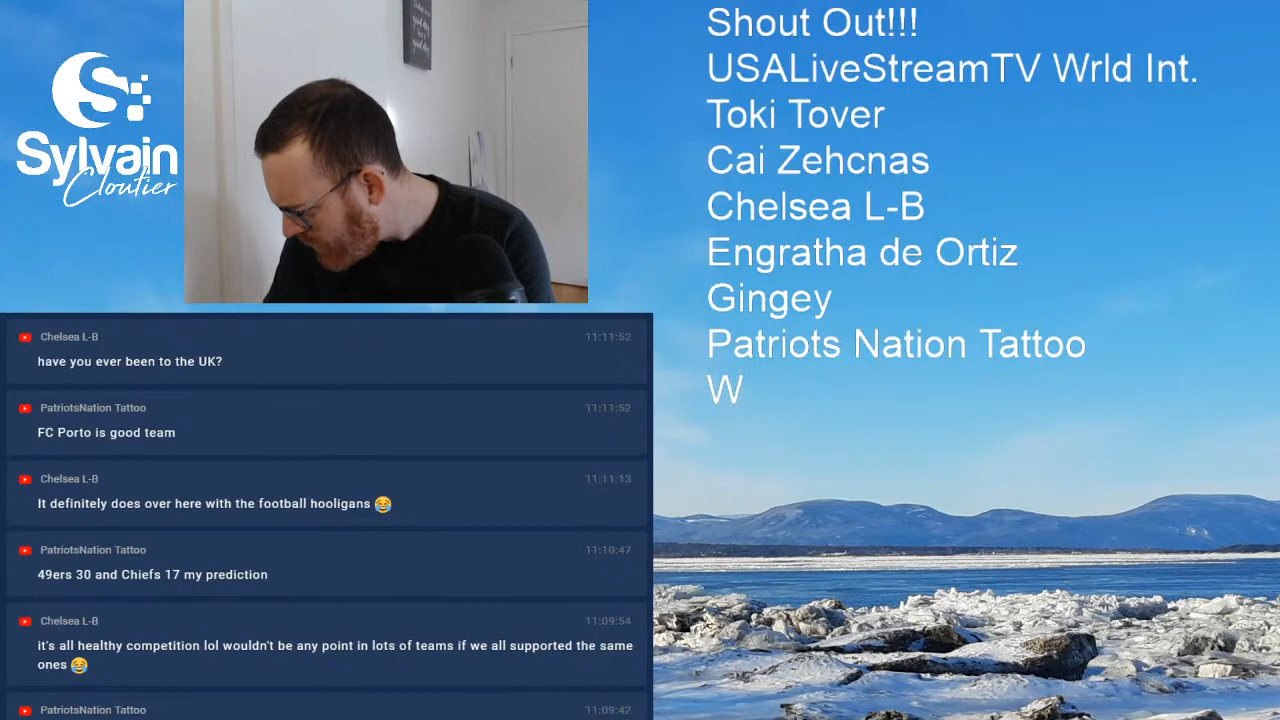 Sylvain
Cloutier
Shout Out!!!
USALiveStreamTV Wrld Int.
Toki Tover
Cai Zehcnas
Chelsea L-B
Engratha de Ortiz
Gingey
Patriots Nation Tattoo
W
Chelsea L-B 11:11:52
have you ever been to the UK?
PatriotsNation Tattoo 11:11:52
FC Porto is good team
Chelsea L-B 11:11:13
It definitely does over here with the football hooligans 😂
PatriotsNation Tattoo 11:10:47
49ers 30 and Chiefs 17 my prediction
Chelsea L-B 11:09:54
it's all healthy competition lol wouldn't be any point in lots of teams if we all supported the same
ones 😂
PatriotsNation Tattoo 11:09:42